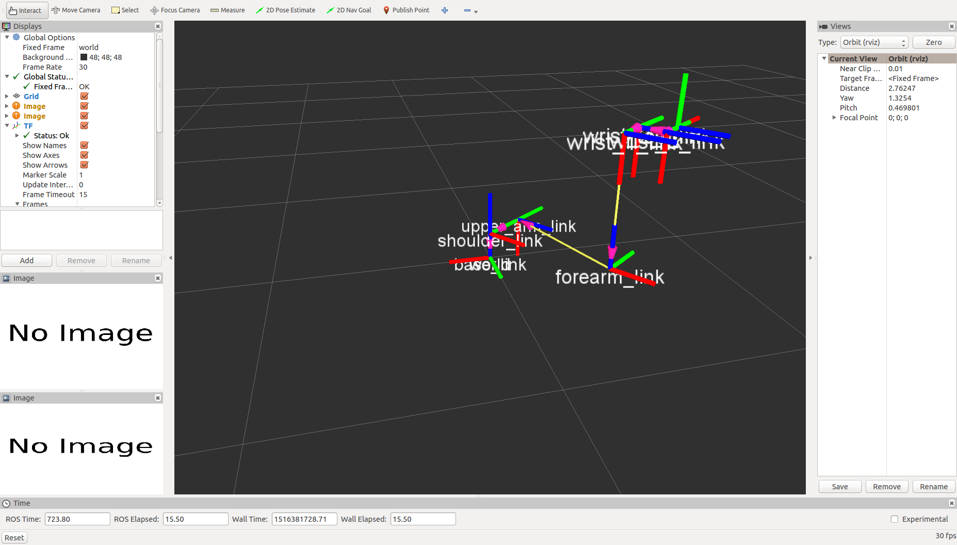 Interact Move Camera Select Focus Camera Measure 2D Pose Estimate 2D Nav Goal Publish Point
Displays
Global Options
Fixed Frame world
Background ... 48; 48; 48
Frame Rate 30
Global Statu...
Fixed Fra... OK
Grid
Image
Image
TF
Status: Ok
Show Names
Show Axes
Show Arrows
Marker Scale 1
Update Inter... 0
Frame Timeout 15
Frames
Add Remove Rename
Image
No Image
Image
No Image
upper_arm_link
shoulder_link
base_link
world
forearm_link
Views
Type: Orbit (rviz) Zero
Current View Orbit (rviz)
Near Clip ... 0.01
Target Fra... <Fixed Frame>
Distance 2.76247
Yaw 1.3254
Pitch 0.469801
Focal Point 0; 0; 0
Save Remove Rename
Time
ROS Time: 723.80 ROS Elapsed: 15.50 Wall Time: 1516381728.71 Wall Elapsed: 15.50 Experimental
Reset 30 fps